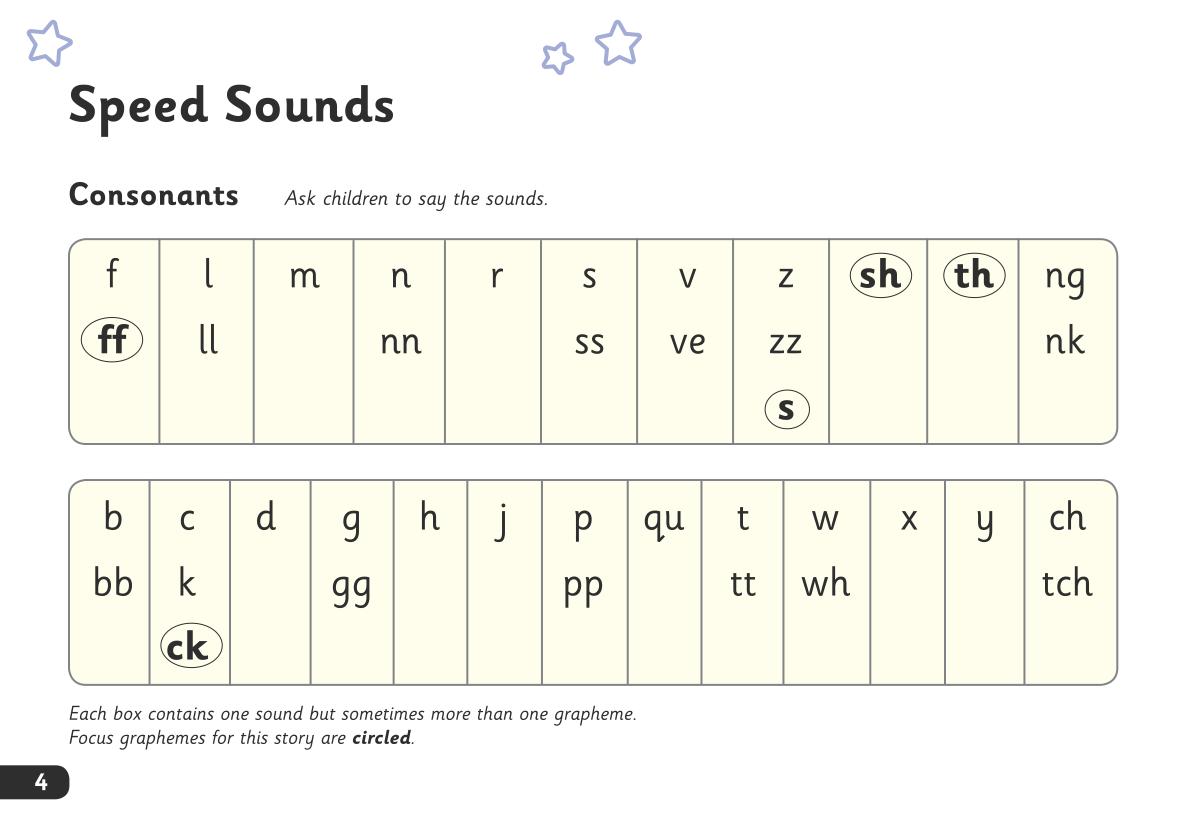 Speed Sounds
Consonants Ask children to say the sounds.
f l m n r s v z sh th ng
ff ll nn ss ve zz nk
s
b c d g h j p qu t w x y ch
bb k gg pp tt wh tch
ck
Each box contains one sound but sometimes more than one grapheme.
Focus graphemes for this story are circled.
4